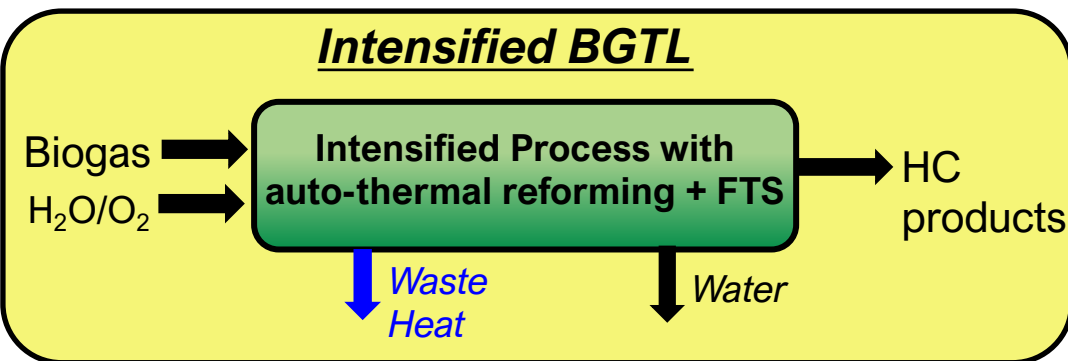 Intensified BGTL
Biogas
H₂O/O₂
Intensified Process with
auto-thermal reforming + FTS
HC
products
Waste
Heat
Water